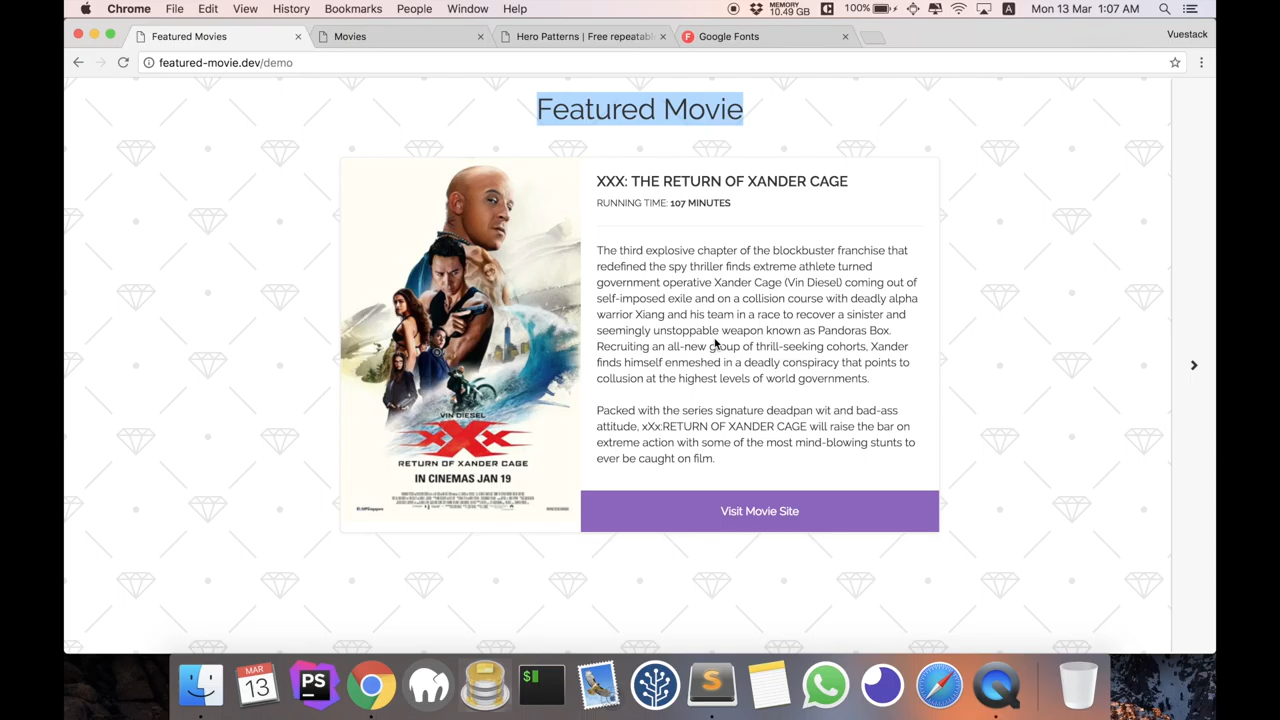 Chrome File Edit View History Bookmarks People Window Help MEMORY 10.49 GB 100% A Mon 13 Mar 1:07 AM
Featured Movies Movies Hero Patterns | Free repeatabl Google Fonts Vuestack
featured-movie.dev/demo
Featured Movie
XXX: THE RETURN OF XANDER CAGE
RUNNING TIME: 107 MINUTES
The third explosive chapter of the blockbuster franchise that
redefined the spy thriller finds extreme athlete turned
government operative Xander Cage (Vin Diesel) coming out of
self-imposed exile and on a collision course with deadly alpha
warrior Xiang and his team in a race to recover a sinister and
seemingly unstoppable weapon known as Pandoras Box.
Recruiting an all-new group of thrill-seeking cohorts, Xander
finds himself enmeshed in a deadly conspiracy that points to
collusion at the highest levels of world governments.
Packed with the series signature deadpan wit and bad-ass
attitude, xXx:RETURN OF XANDER CAGE will raise the bar on
extreme action with some of the most mind-blowing stunts to
ever be caught on film.
Visit Movie Site
VIN DIESEL
xXx
RETURN OF XANDER CAGE
IN CINEMAS JAN 19
MAR
13
PS
$
S